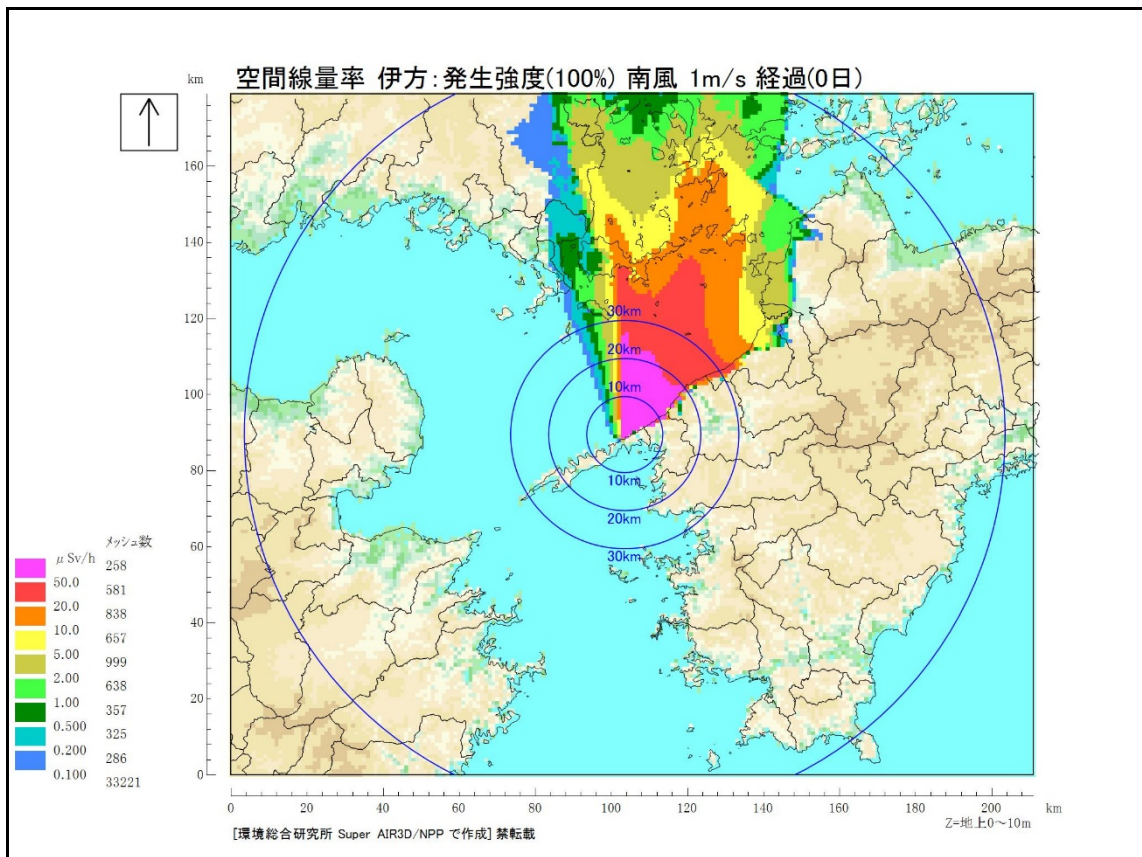 空間線量率 伊方：発生強度(100%) 南風 1m/s 経過(0日)
km
160
140
120
100
80
60
40
20
0
30km
20km
10km
10km
20km
30km
μSv/h
メッシュ数
258
50.0
581
20.0
838
10.0
657
5.00
999
2.00
638
1.00
357
0.500
325
0.200
286
0.100
33221
0 20 40 60 80 100 120 140 160 180 200 km
Z=地上0～10m
[環境総合研究所 Super AIR3D/NPP で作成] 禁転載